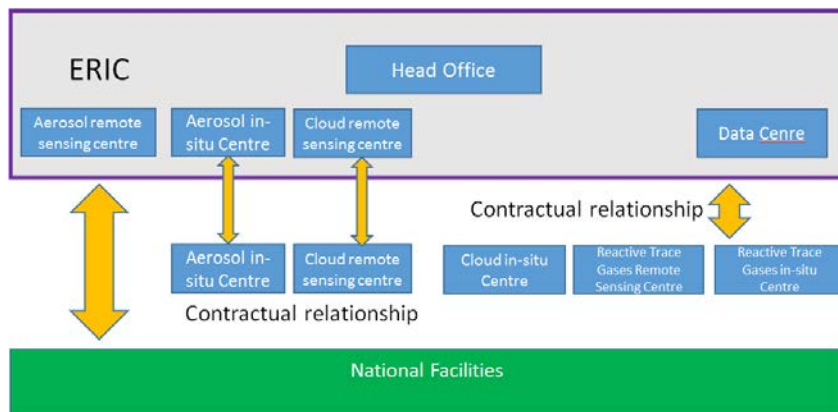 ERIC
Head Office
Aerosol remote
sensing centre
Aerosol in-
situ Centre
Cloud remote
sensing centre
Data Cenre
Contractual relationship
Aerosol in-
situ Centre
Cloud remote
sensing centre
Cloud in-situ
Centre
Reactive Trace
Gases Remote
Sensing Centre
Reactive Trace
Gases in-situ
Centre
Contractual relationship
National Facilities